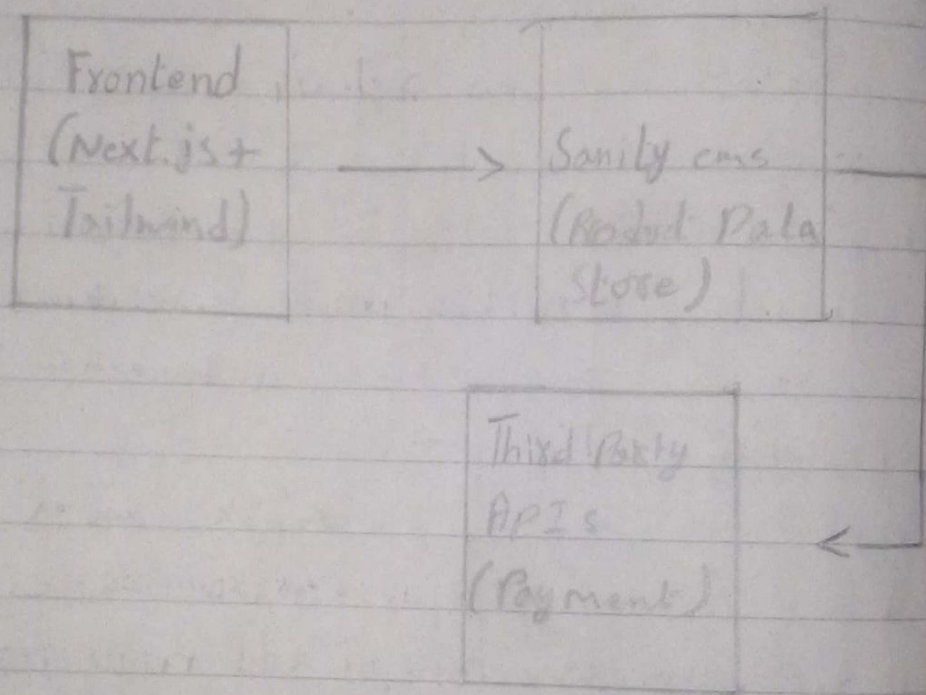 Frontend
(Next.js+
Tailwind)
Sanity cms
(Product Data
Store)
Third Party
APIs
(Payment)